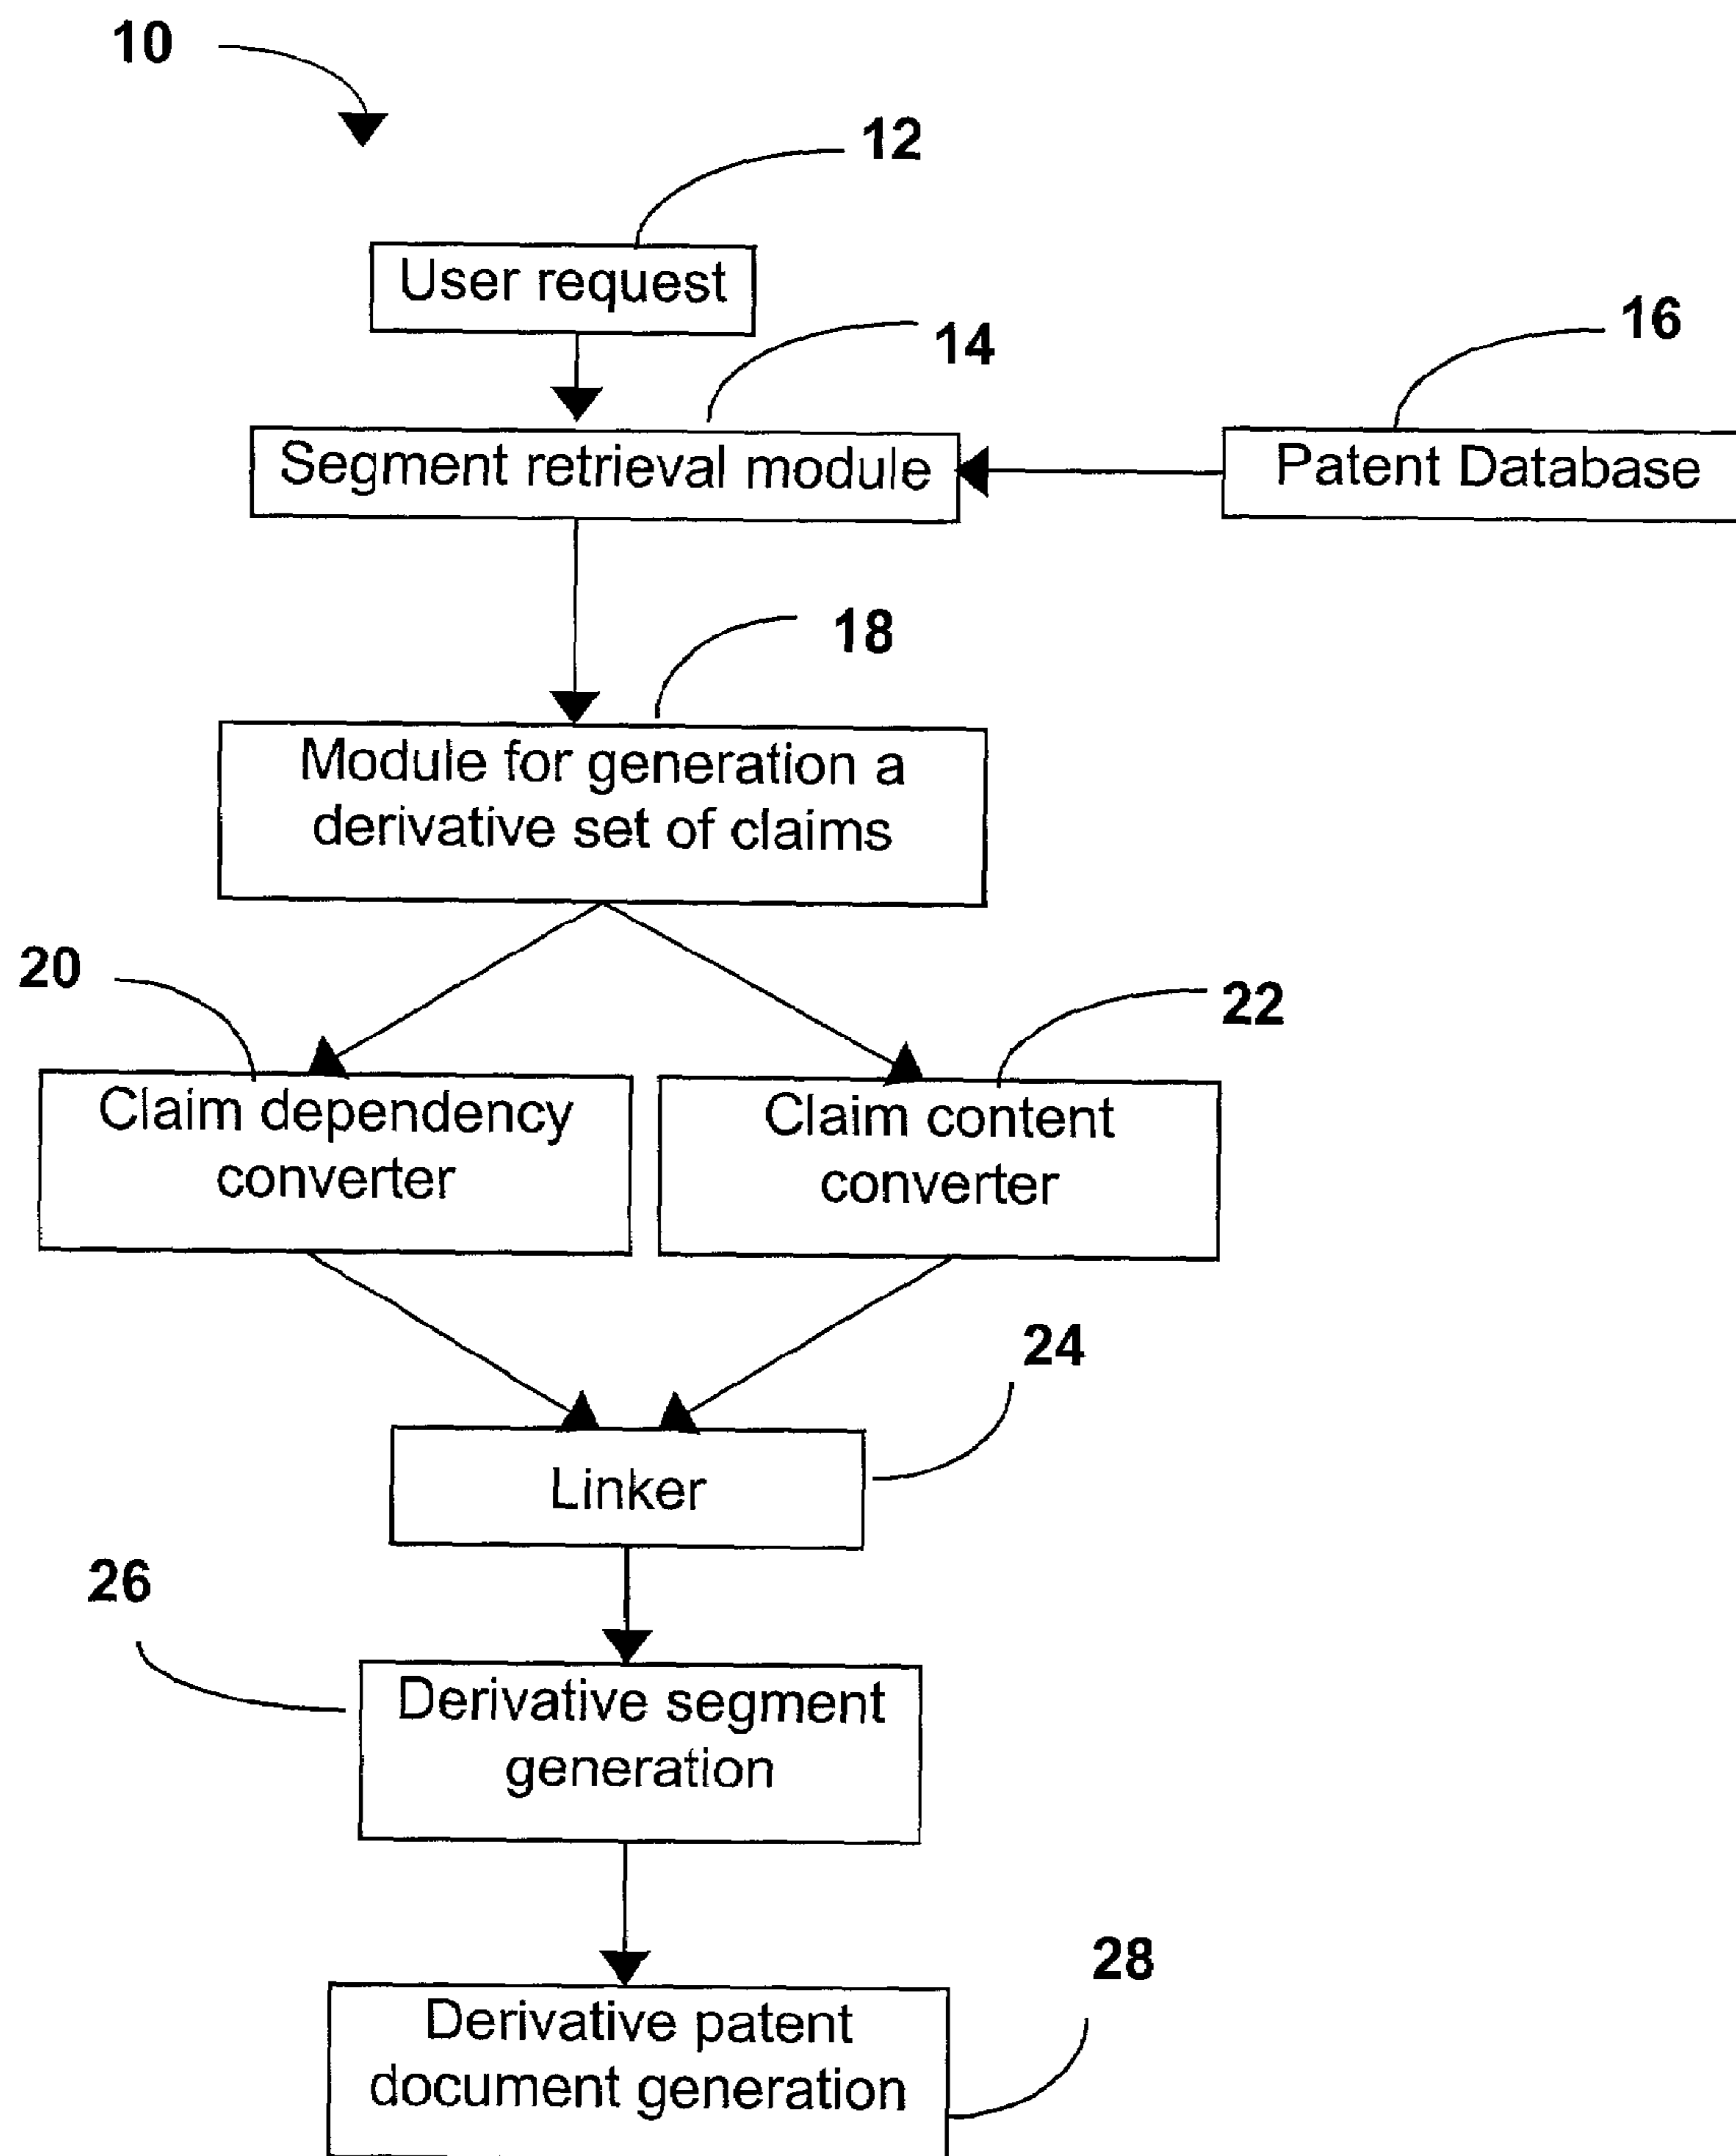 10
12
User request
14
16
Segment retrieval module
Patent Database
18
Module for generation a
derivative set of claims
20
22
Claim dependency
converter
Claim content
converter
24
Linker
26
Derivative segment
generation
28
Derivative patent
document generation